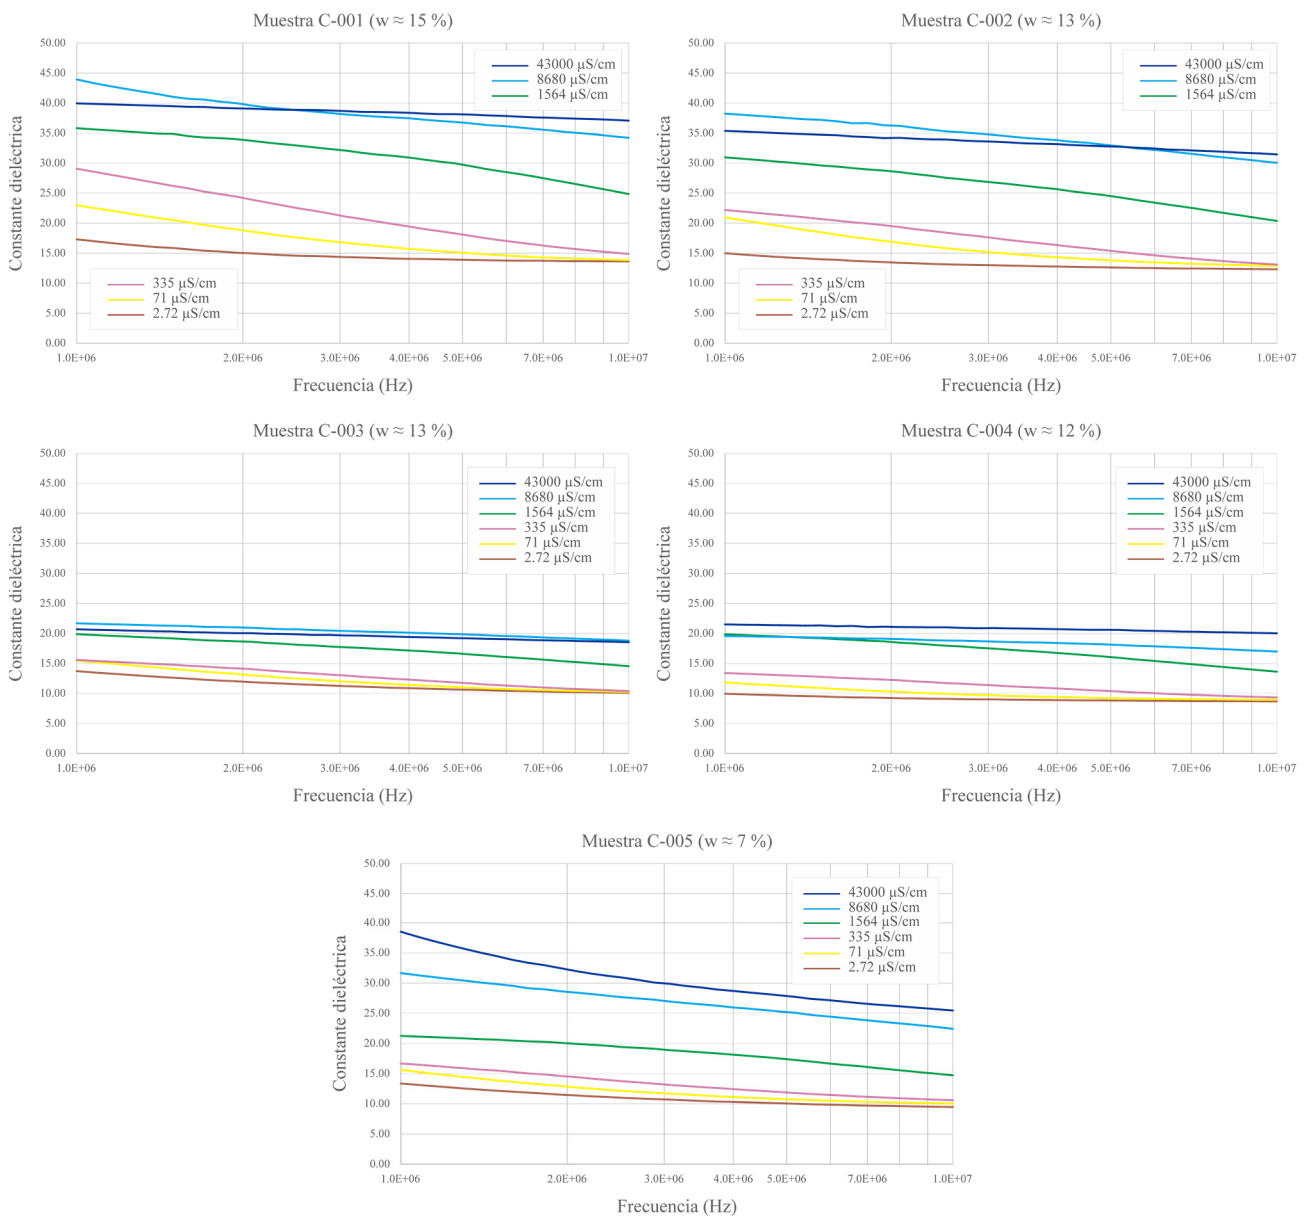 Muestra C-001 (w ≈ 15 %)
Constante dieléctrica
50.00
45.00
40.00
35.00
30.00
25.00
20.00
15.00
10.00
5.00
0.00
43000 µS/cm
8680 µS/cm
1564 µS/cm
335 µS/cm
71 µS/cm
2.72 µS/cm
1.0E+06 2.0E+06 3.0E+06 4.0E+06 5.0E+06 7.0E+06 1.0E+07
Frecuencia (Hz)
Muestra C-002 (w ≈ 13 %)
Constante dieléctrica
50.00
45.00
40.00
35.00
30.00
25.00
20.00
15.00
10.00
5.00
0.00
43000 µS/cm
8680 µS/cm
1564 µS/cm
335 µS/cm
71 µS/cm
2.72 µS/cm
1.0E+06 2.0E+06 3.0E+06 4.0E+06 5.0E+06 7.0E+06 1.0E+07
Frecuencia (Hz)
Muestra C-003 (w ≈ 13 %)
Constante dieléctrica
50.00
45.00
40.00
35.00
30.00
25.00
20.00
15.00
10.00
5.00
0.00
43000 µS/cm
8680 µS/cm
1564 µS/cm
335 µS/cm
71 µS/cm
2.72 µS/cm
1.0E+06 2.0E+06 3.0E+06 4.0E+06 5.0E+06 7.0E+06 1.0E+07
Frecuencia (Hz)
Muestra C-004 (w ≈ 12 %)
Constante dieléctrica
50.00
45.00
40.00
35.00
30.00
25.00
20.00
15.00
10.00
5.00
0.00
43000 µS/cm
8680 µS/cm
1564 µS/cm
335 µS/cm
71 µS/cm
2.72 µS/cm
1.0E+06 2.0E+06 3.0E+06 4.0E+06 5.0E+06 7.0E+06 1.0E+07
Frecuencia (Hz)
Muestra C-005 (w ≈ 7 %)
Constante dieléctrica
50.00
45.00
40.00
35.00
30.00
25.00
20.00
15.00
10.00
5.00
0.00
43000 µS/cm
8680 µS/cm
1564 µS/cm
335 µS/cm
71 µS/cm
2.72 µS/cm
1.0E+06 2.0E+06 3.0E+06 4.0E+06 5.0E+06 7.0E+06 1.0E+07
Frecuencia (Hz)